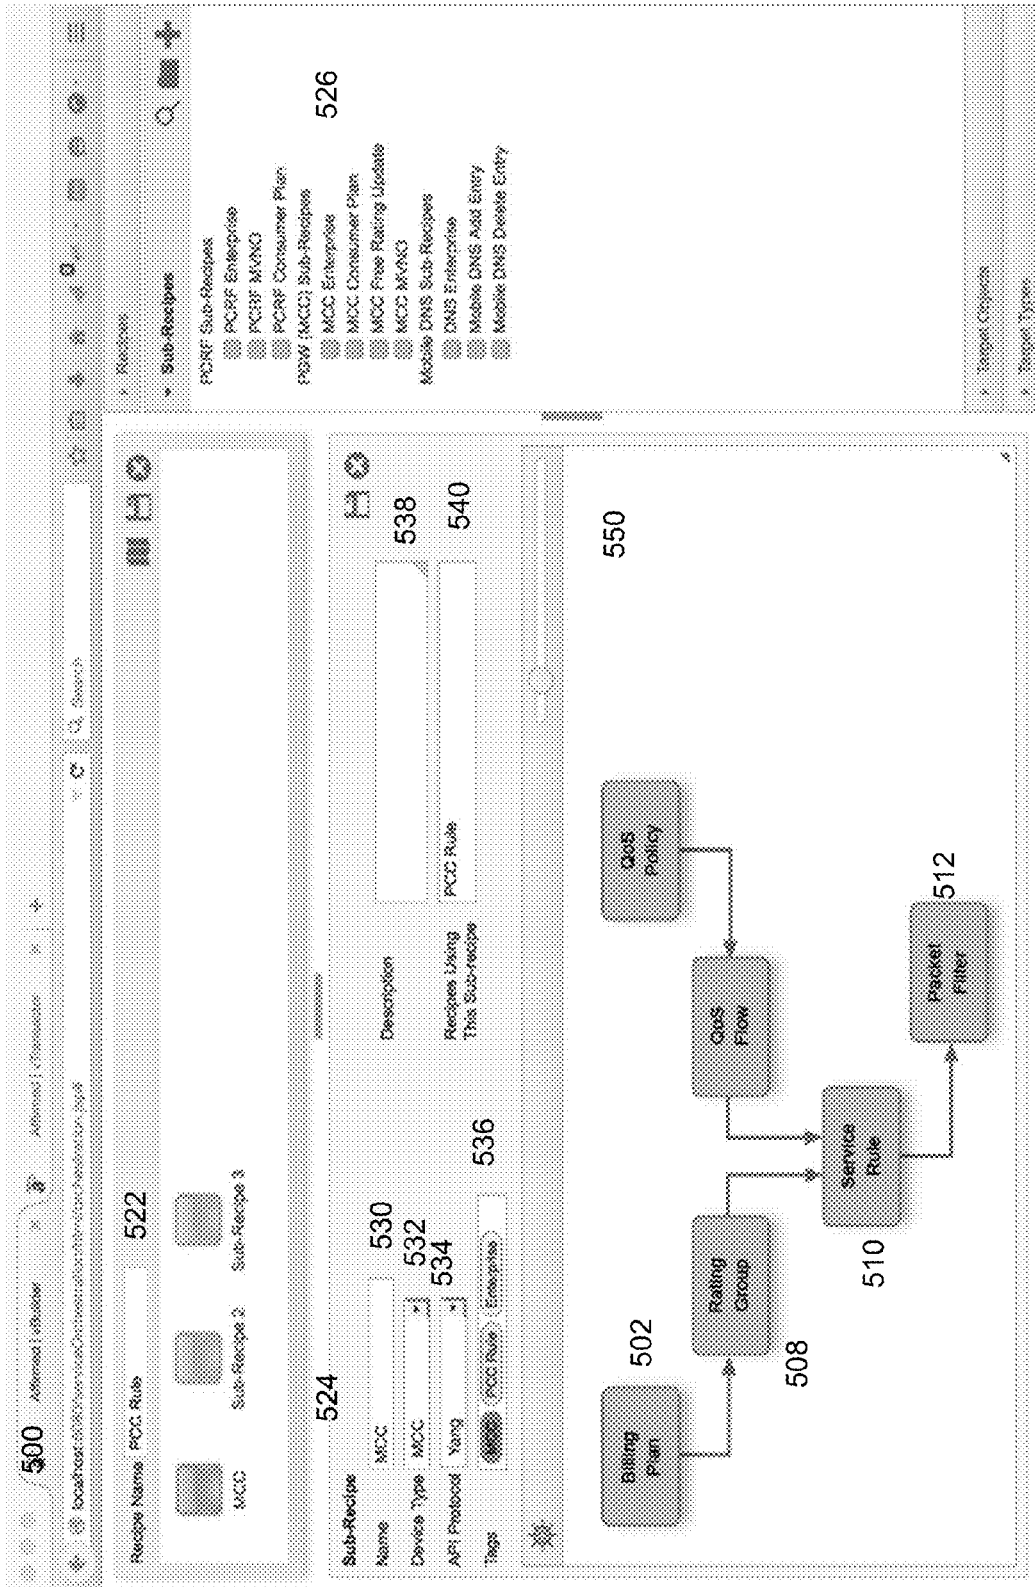 500
Affirmed | vBuilder
Search
Recipe Name PCC Rule
522
MCC
Sub-Recipe 2
Sub-Recipe 3
524
Sub-Recipe
Name MCC
530
Device Type MCC
532
API Protocol Yang
534
Tags MCC PCC Rule Enterprise
536
Description
538
Recipes Using
This Sub-recipe
PCC Rule
540
Billing
Plan
502
Rating
Group
508
Service
Rule
510
QoS
Flow
QoS
Policy
Packet
Filter
512
550
Recipes
Sub-Recipes
PCRF Sub-Recipes
PCRF Enterprise
PCRF MVNO
PCRF Consumer Plan
PGW (MCC) Sub-Recipes
526
MCC Enterprise
MCC Consumer Plan
MCC Free Rating Update
MCC MVNO
Mobile DNS Sub-Recipes
DNS Enterprise
Mobile DNS Add Entry
Mobile DNS Delete Entry
Target Objects
Target Types